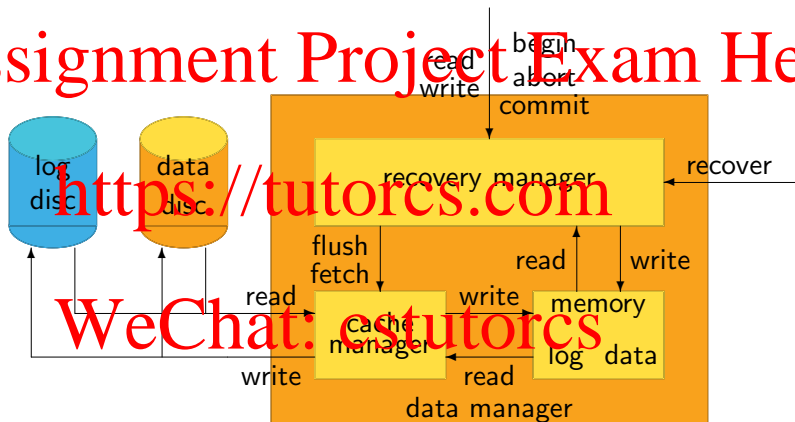 begin
read abort
write commit
ssignment Project Exam He
log disc
data disc
recovery manager
recover
https://tutorcs.com
flush
fetch
read
write
read
write
memory
cache
manager
WeChat: cstutorcs
log data
write
read
data manager